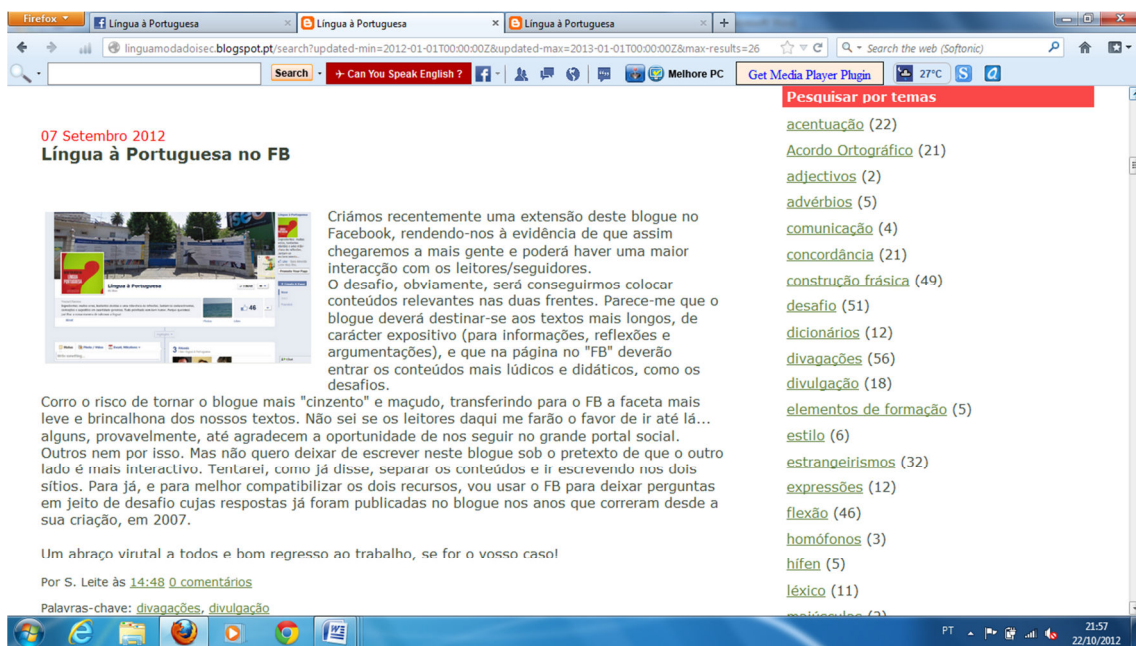 Firefox
Língua à Portuguesa
Língua à Portuguesa
Língua à Portuguesa
linguamodadoisec.blogspot.pt/search?updated-min=2012-01-01T00:00:00Z&updated-max=2013-01-01T00:00:00Z&max-results=26
Search the web (Softonic)
Search
Can You Speak English ?
Melhore PC
Get Media Player Plugin
27°C
Pesquisar por temas
07 Setembro 2012
Língua à Portuguesa no FB
Língua à Portuguesa
46
Criámos recentemente uma extensão deste blogue no
Facebook, rendendo-nos à evidência de que assim
chegaremos a mais gente e poderá haver uma maior
interacção com os leitores/seguidores.
O desafio, obviamente, será conseguirmos colocar
conteúdos relevantes nas duas frentes. Parece-me que o
blogue deverá destinar-se aos textos mais longos, de
carácter expositivo (para informações, reflexões e
argumentações), e que na página no "FB" deverão
entrar os conteúdos mais lúdicos e didáticos, como os
desafios.
Corro o risco de tornar o blogue mais "cinzento" e maçudo, transferindo para o FB a faceta mais
leve e brincalhona dos nossos textos. Não sei se os leitores daqui me farão o favor de ir até lá...
alguns, provavelmente, até agradecem a oportunidade de nos seguir no grande portal social.
Outros nem por isso. Mas não quero deixar de escrever neste blogue sob o pretexto de que o outro
lado é mais interactivo. Tentarei, como já disse, separar os conteúdos e ir escrevendo nos dois
sítios. Para já, e para melhor compatibilizar os dois recursos, vou usar o FB para deixar perguntas
em jeito de desafio cujas respostas já foram publicadas no blogue nos anos que correram desde a
sua criação, em 2007.
Um abraço virutal a todos e bom regresso ao trabalho, se for o vosso caso!
Por S. Leite às 14:48 0 comentários
Palavras-chave: divagações, divulgação
acentuação (22)
Acordo Ortográfico (21)
adjectivos (2)
advérbios (5)
comunicação (4)
concordância (21)
construção frásica (49)
desafio (51)
dicionários (12)
divagações (56)
divulgação (18)
elementos de formação (5)
estilo (6)
estrangeirismos (32)
expressões (12)
flexão (46)
homófonos (3)
hífen (5)
léxico (11)
maiúsculas (2)
PT
21:57
22/10/2012